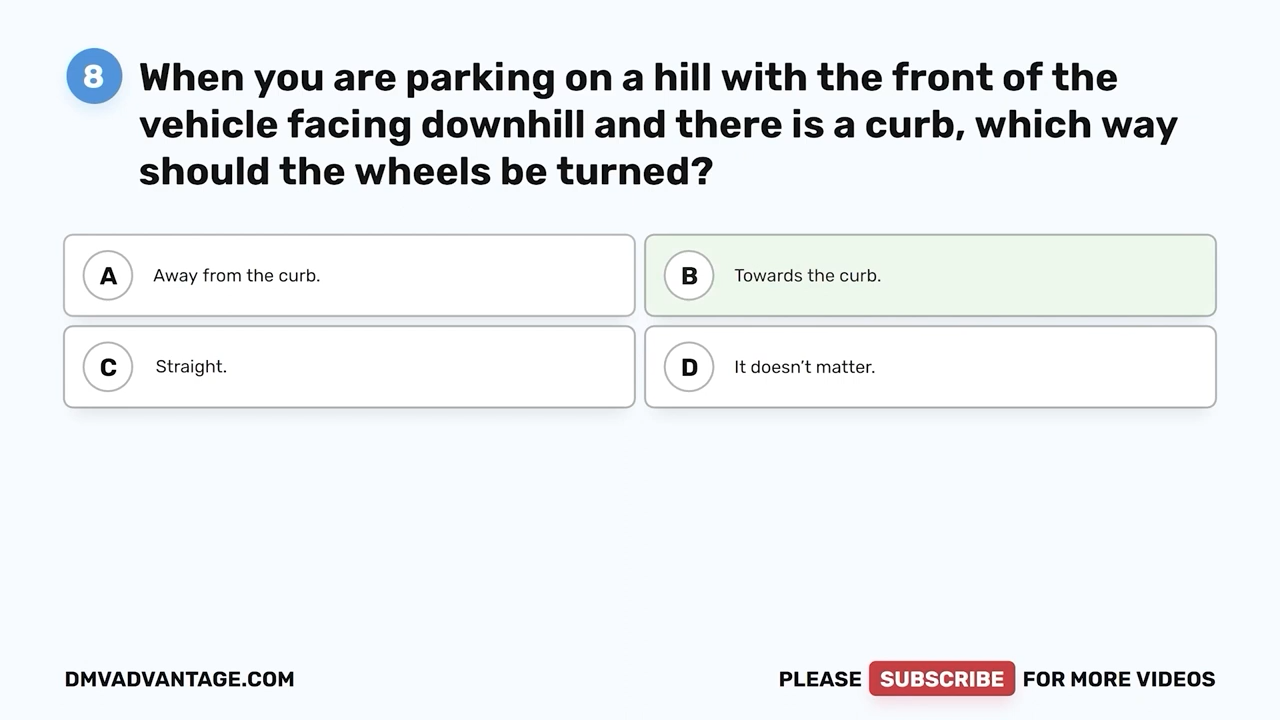 8
When you are parking on a hill with the front of the
vehicle facing downhill and there is a curb, which way
should the wheels be turned?
A Away from the curb.
B Towards the curb.
C Straight.
D It doesn’t matter.
DMVADVANTAGE.COM
PLEASE SUBSCRIBE FOR MORE VIDEOS